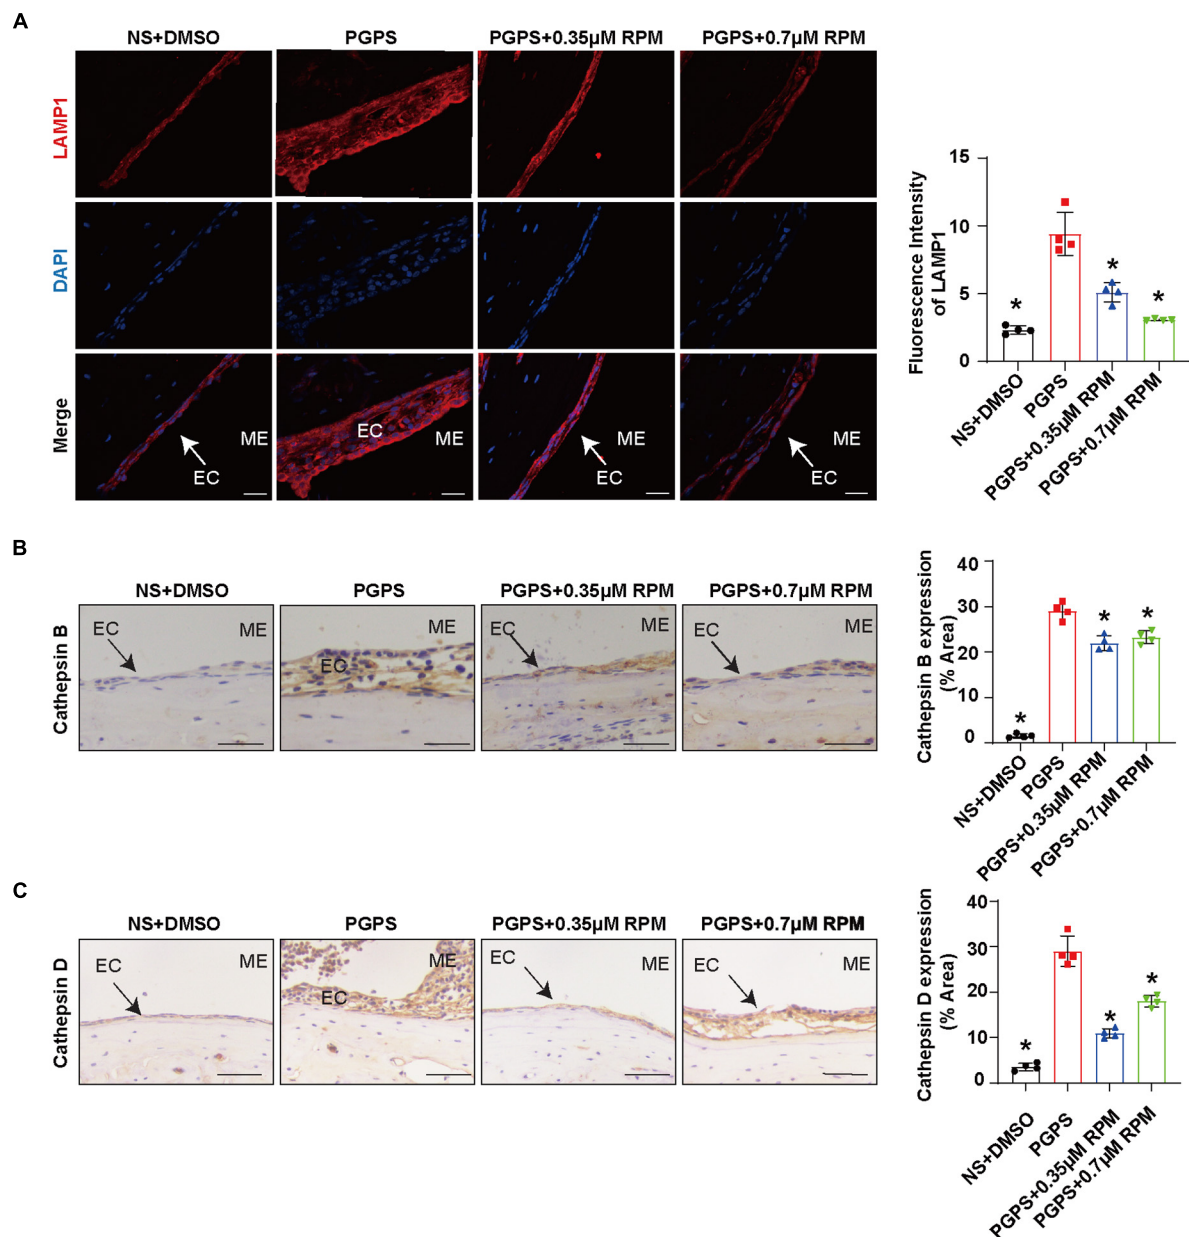 A
NS+DMSO
PGPS
PGPS+0.35μM RPM
PGPS+0.7μM RPM
LAMP1
DAPI
Merge
EC
ME
EC
ME
EC
ME
EC
ME
Fluorescence Intensity
of LAMP1
15
10
5
0
*
*
*
NS+DMSO
PGPS
PGPS+0.35μM RPM
PGPS+0.7μM RPM
B
NS+DMSO
PGPS
PGPS+0.35μM RPM
PGPS+0.7μM RPM
Cathepsin B
EC
ME
EC
ME
EC
ME
EC
ME
Cathepsin B expression
(% Area)
40
30
20
10
0
*
*
*
NS+DMSO
PGPS
PGPS+0.35μM RPM
PGPS+0.7μM RPM
C
NS+DMSO
PGPS
PGPS+0.35μM RPM
PGPS+0.7μM RPM
Cathepsin D
EC
ME
EC
ME
EC
ME
EC
ME
Cathepsin D expression
(% Area)
40
30
20
10
0
*
*
*
NS+DMSO
PGPS
PGPS+0.35μM RPM
PGPS+0.7μM RPM